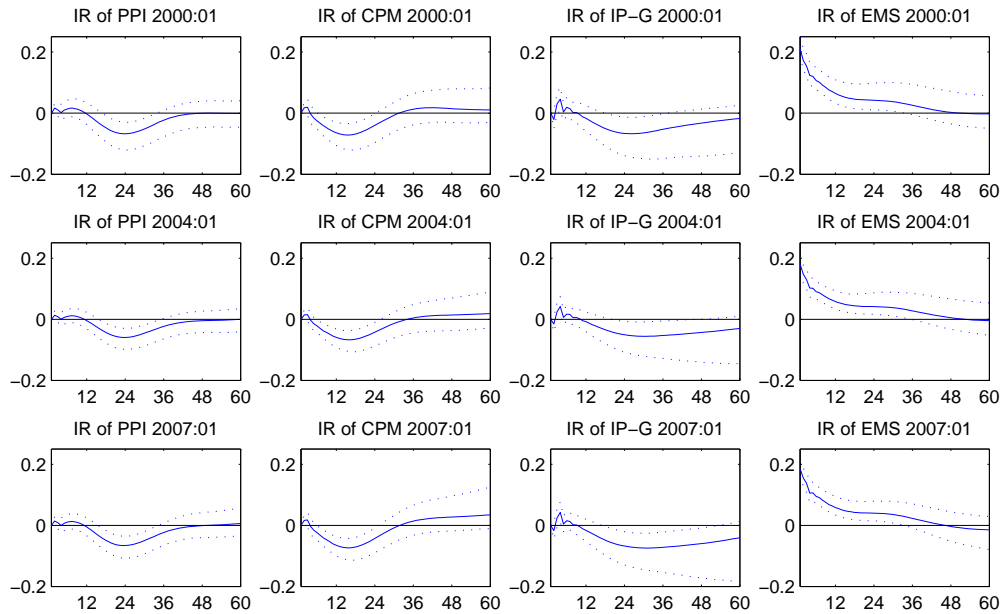 IR of PPI 2000:01 IR of CPM 2000:01 IR of IP−G 2000:01 IR of EMS 2000:01
0.2 0.2 0.2 0.2
0 0 0 0
−0.2 −0.2 −0.2 −0.2
12 24 36 48 60 12 24 36 48 60 12 24 36 48 60 12 24 36 48 60
IR of PPI 2004:01 IR of CPM 2004:01 IR of IP−G 2004:01 IR of EMS 2004:01
0.2 0.2 0.2 0.2
0 0 0 0
−0.2 −0.2 −0.2 −0.2
12 24 36 48 60 12 24 36 48 60 12 24 36 48 60 12 24 36 48 60
IR of PPI 2007:01 IR of CPM 2007:01 IR of IP−G 2007:01 IR of EMS 2007:01
0.2 0.2 0.2 0.2
0 0 0 0
−0.2 −0.2 −0.2 −0.2
12 24 36 48 60 12 24 36 48 60 12 24 36 48 60 12 24 36 48 60